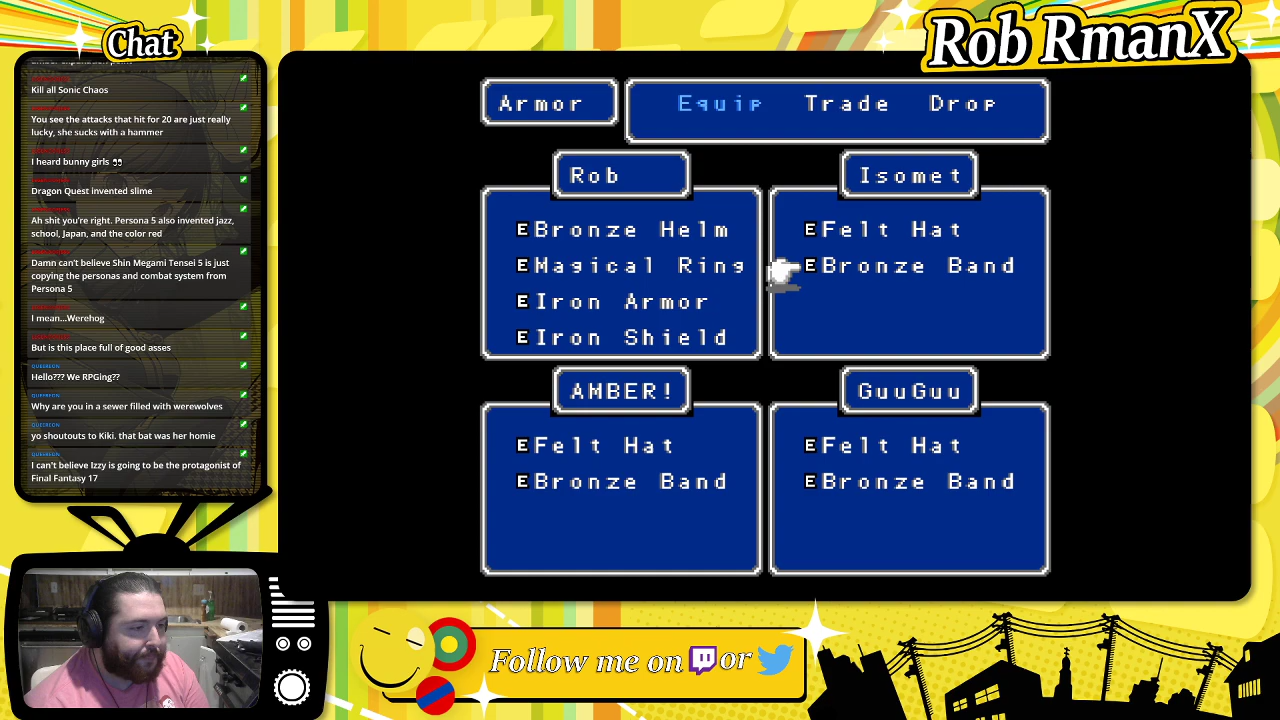 Chat
Kill all Sonic Chaos
You see the attacks that hit for 20 are just really
lucky, she sucks with a hammer
I heard bunny girls 👀
Dragon Quest invented slime
Ah shit you're right. Persona 5 also invented jazz,
school, Japan, and the color red
Damn can't believe Shin Megami Tensei 5 is just
copying the personas and combat system from
Persona 5
I mean...Werehog
But is this place full of good asses
QUEEREON
Hello??? We RPGing??
QUEEREON
Why are you in a sewer filled with werewolves
QUEEREON
yo shoutouts to Kiri. that bat was her homie
QUEEREON
I can't believe Izzy is going to be the protagonist of
Final Fantasy 17
Rob RmanX
Armor
Equip Trade Drop
Rob
E Bronze Helm
E Magical Ring
E Iron Armor
E Iron Shield
Isomet
E Felt Hat
E Bronze Band
AMBER!
E Felt Hat
E Bronze Band
GuuGuu
E Felt Hat
E Bronze Band
Follow me on or